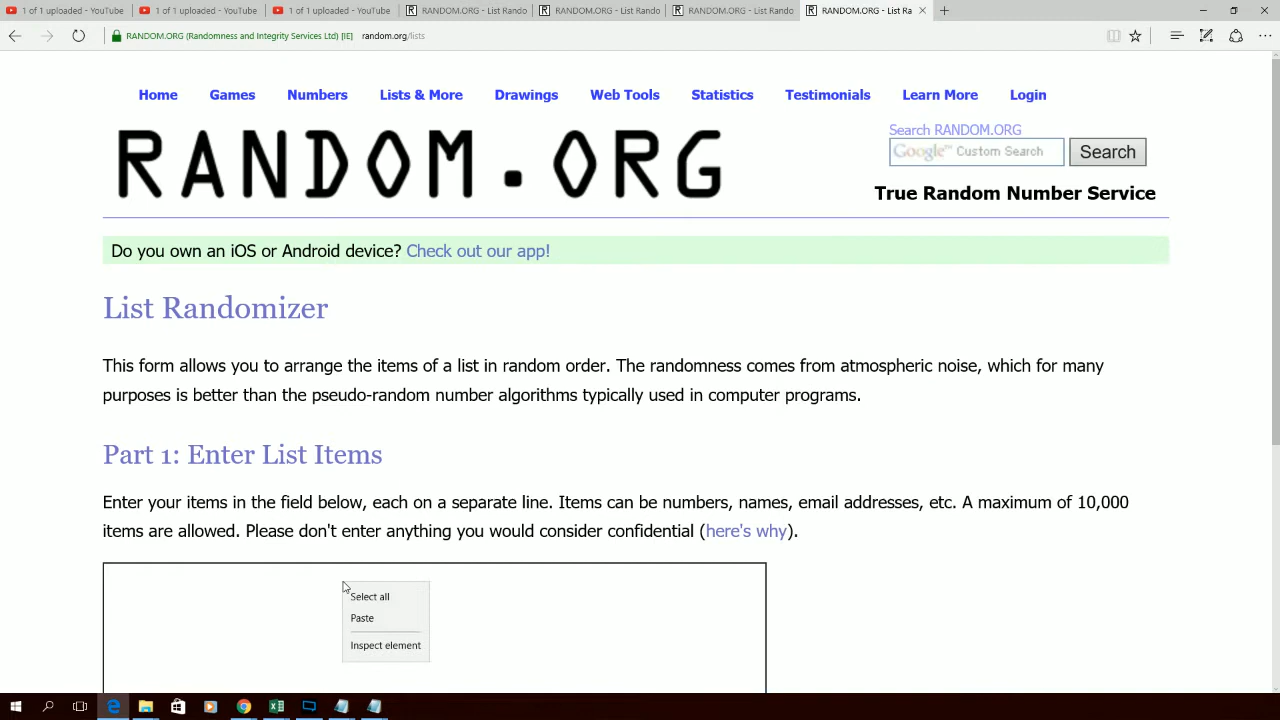 1 of 1 uploaded - YouTube
1 of 1 uploaded - YouTube
1 of 1 uploaded - YouTube
RANDOM.ORG - List Rando
RANDOM.ORG - List Rando
RANDOM.ORG - List Rando
RANDOM.ORG - List Ra
RANDOM.ORG (Randomness and Integrity Services Ltd) [IE] random.org/lists
Home Games Numbers Lists & More Drawings Web Tools Statistics Testimonials Learn More Login
RANDOM.ORG
Search RANDOM.ORG
Google™ Custom Search
Search
True Random Number Service
Do you own an iOS or Android device? Check out our app!
List Randomizer
This form allows you to arrange the items of a list in random order. The randomness comes from atmospheric noise, which for many
purposes is better than the pseudo-random number algorithms typically used in computer programs.
Part 1: Enter List Items
Enter your items in the field below, each on a separate line. Items can be numbers, names, email addresses, etc. A maximum of 10,000
items are allowed. Please don't enter anything you would consider confidential (here's why).
Select all
Paste
Inspect element